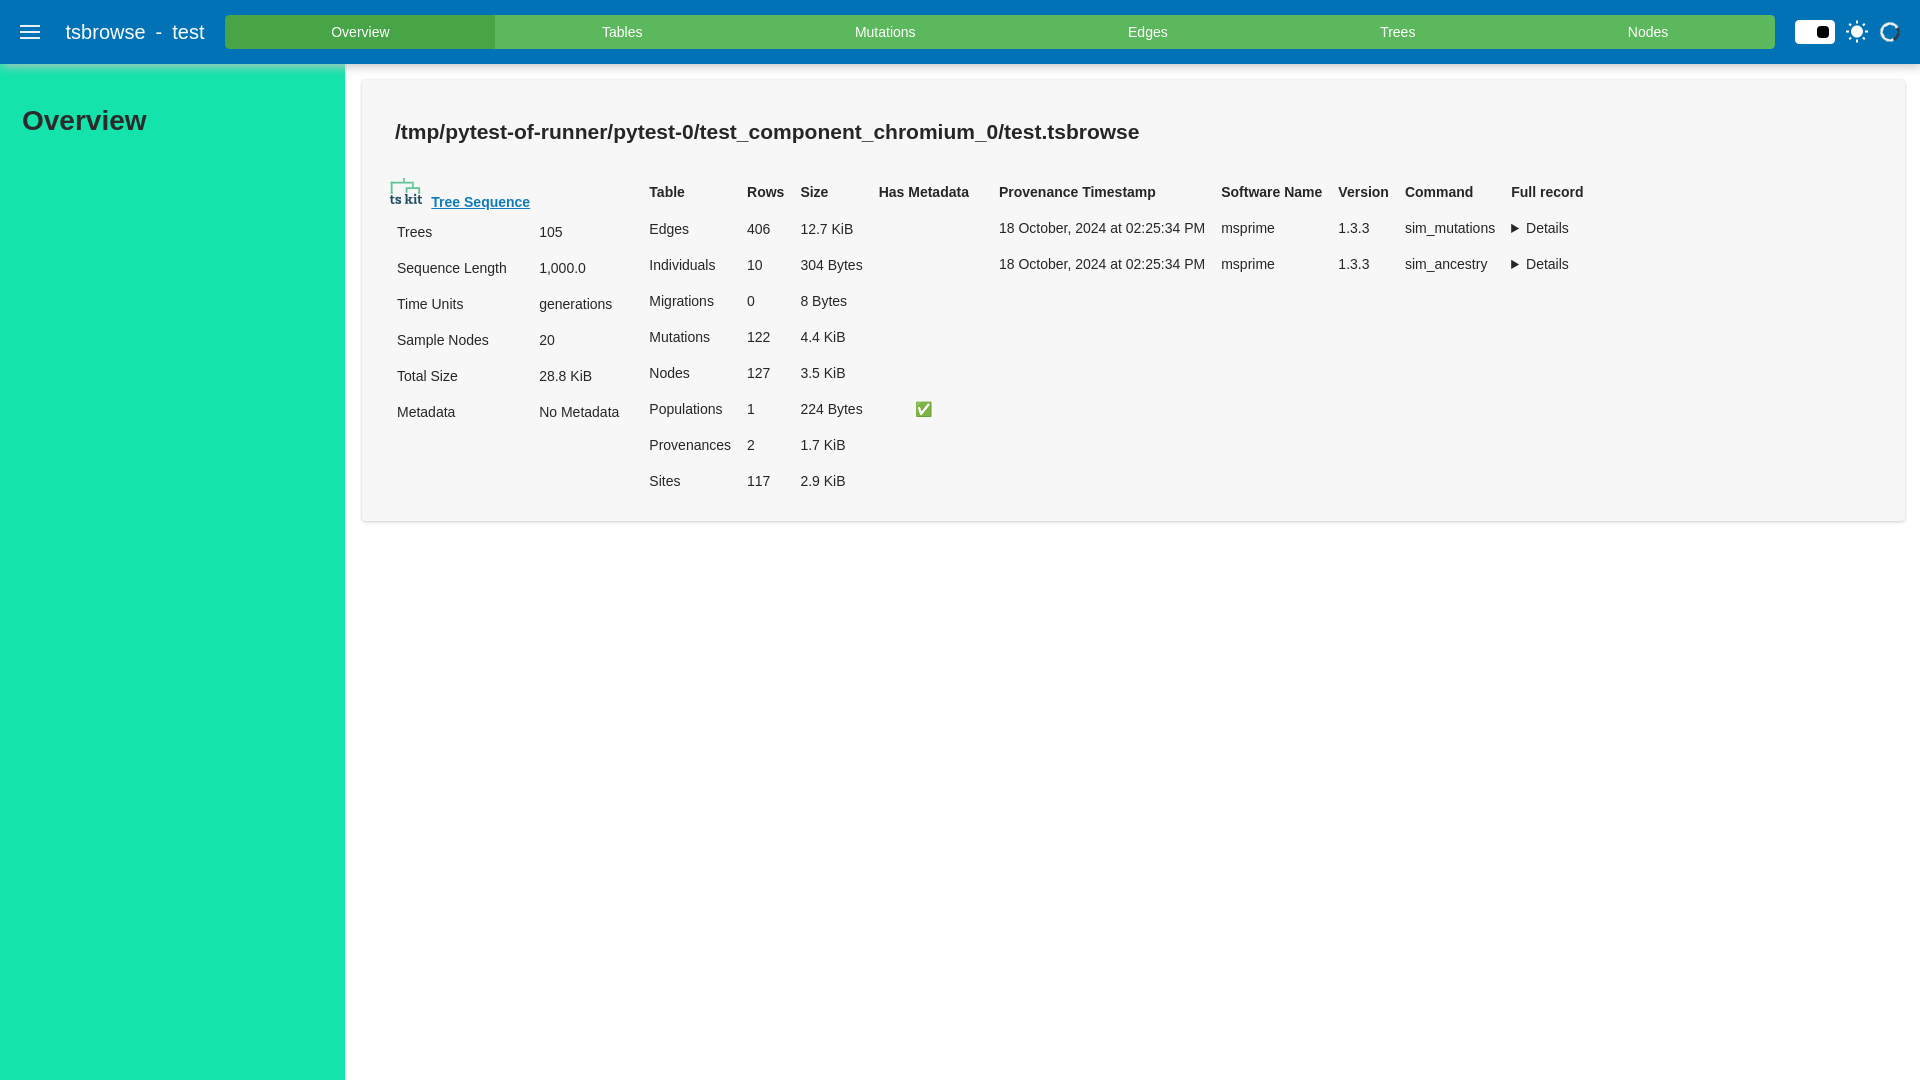 tsbrowse - test
Overview Tables Mutations Edges Trees Nodes
Overview
/tmp/pytest-of-runner/pytest-0/test_component_chromium_0/test.tsbrowse
ts kit Tree Sequence
Trees 105
Sequence Length 1,000.0
Time Units generations
Sample Nodes 20
Total Size 28.8 KiB
Metadata No Metadata
Table Rows Size Has Metadata
Edges 406 12.7 KiB
Individuals 10 304 Bytes
Migrations 0 8 Bytes
Mutations 122 4.4 KiB
Nodes 127 3.5 KiB
Populations 1 224 Bytes ✅
Provenances 2 1.7 KiB
Sites 117 2.9 KiB
Provenance Timestamp Software Name Version Command Full record
18 October, 2024 at 02:25:34 PM msprime 1.3.3 sim_mutations ▶ Details
18 October, 2024 at 02:25:34 PM msprime 1.3.3 sim_ancestry ▶ Details